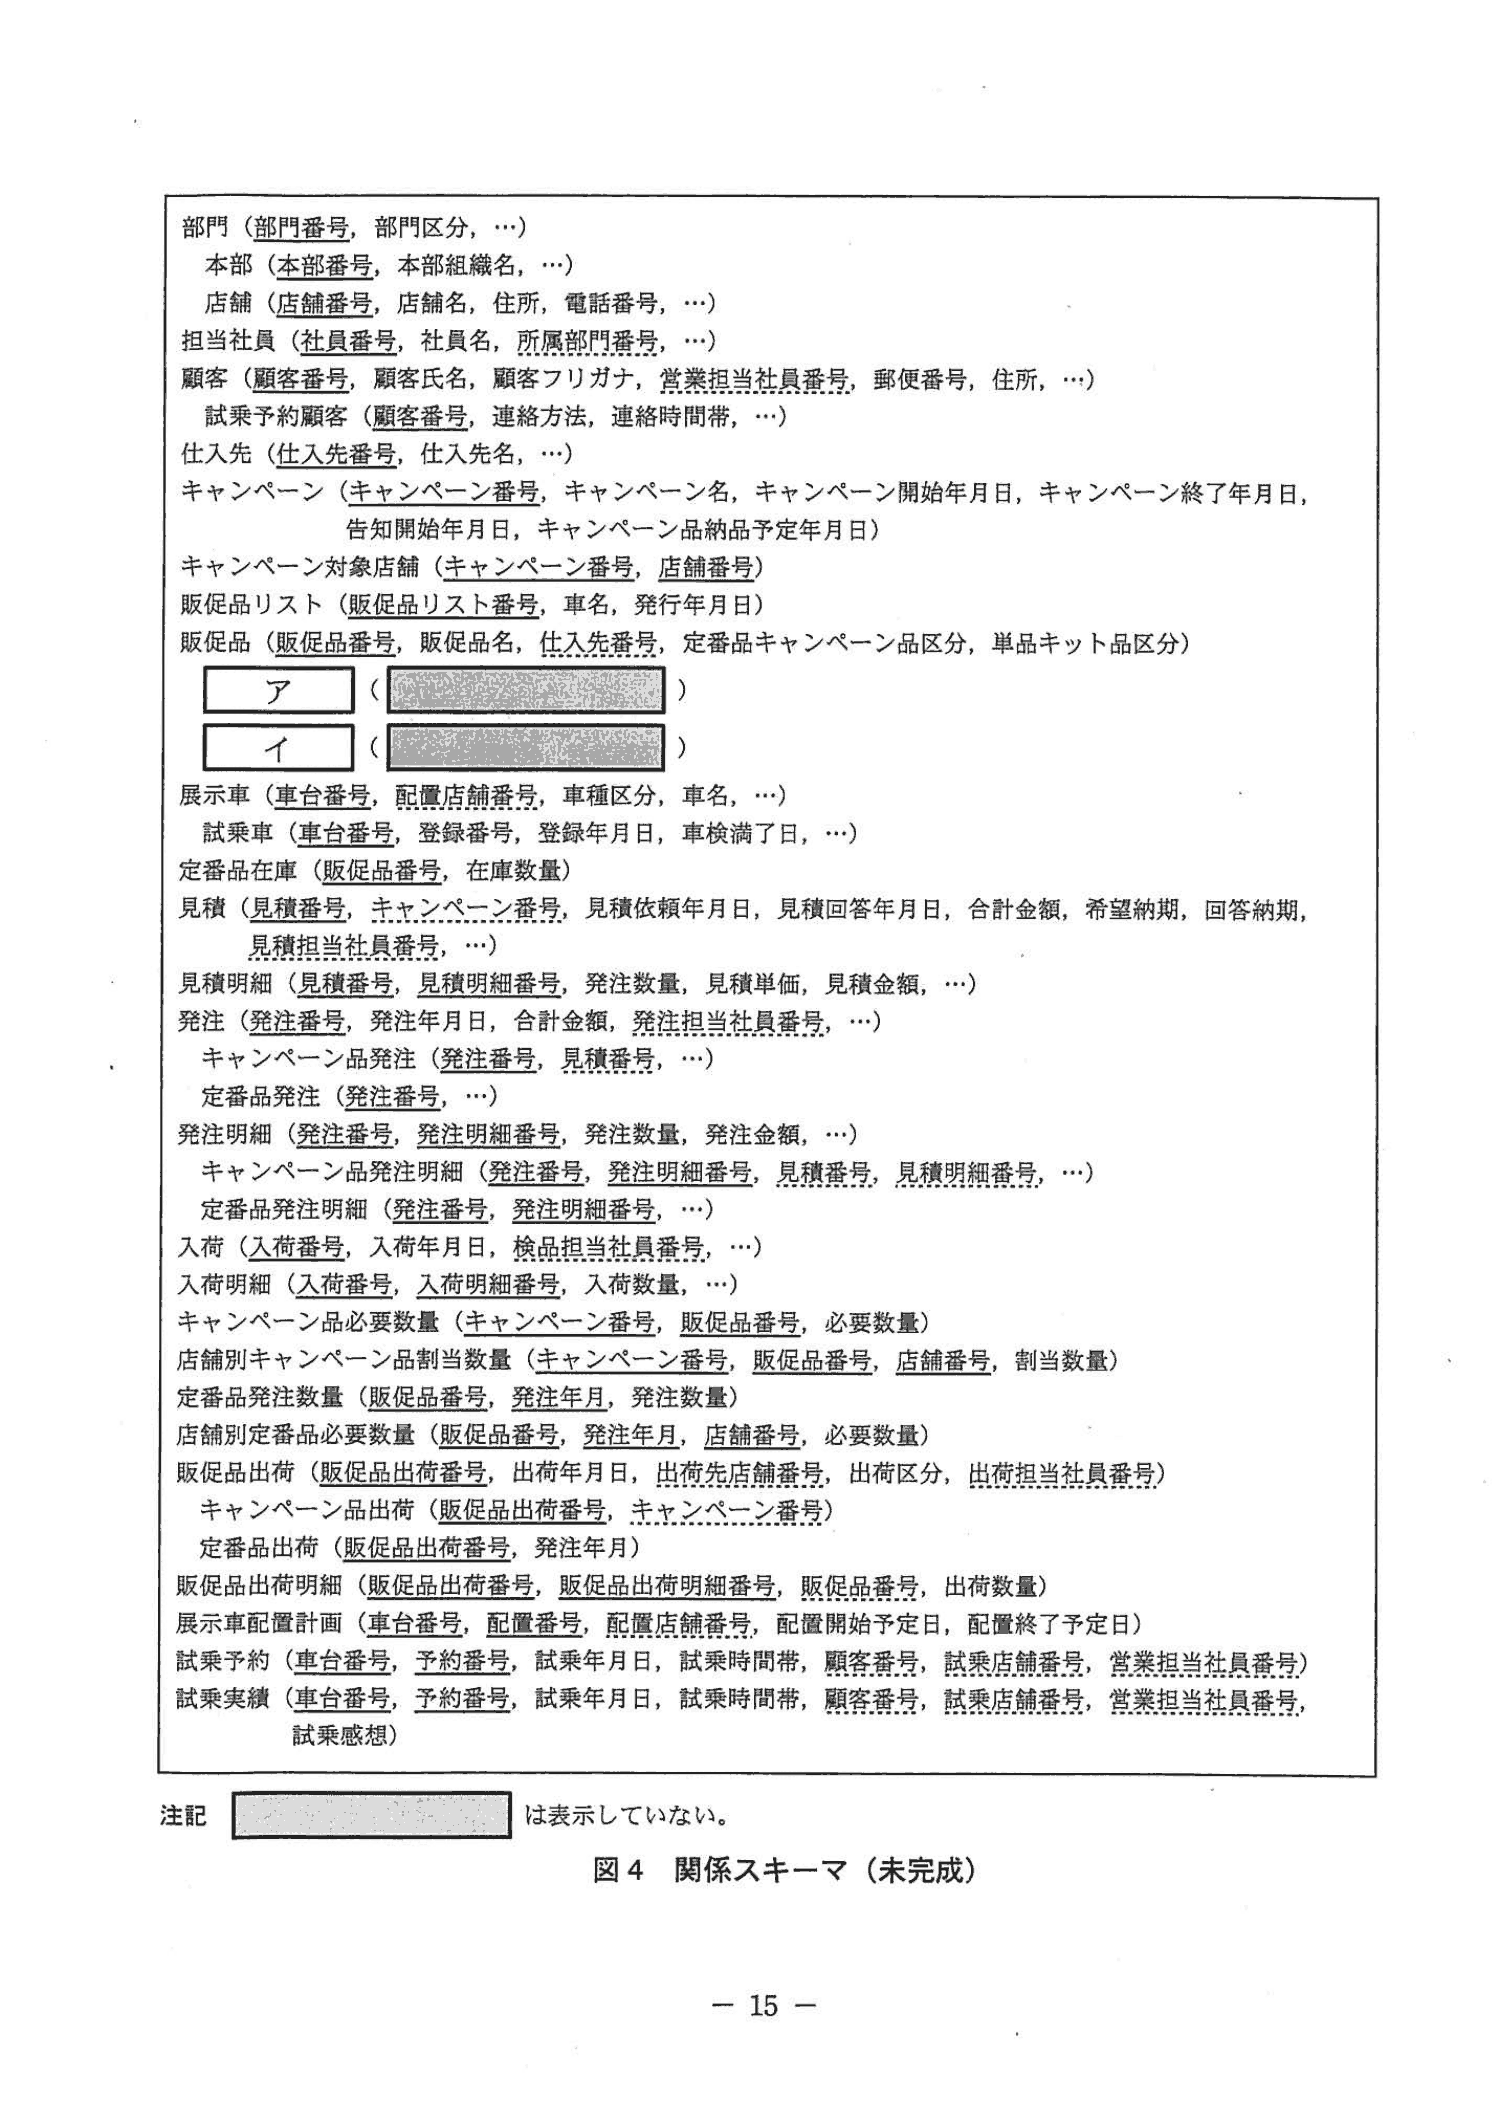 部門（部門番号，部門区分，…）
本部（本部番号，本部組織名，…）
店舗（店舗番号，店舗名，住所，電話番号，…）
担当社員（社員番号，社員名，所属部門番号，…）
顧客（顧客番号，顧客氏名，顧客フリガナ，営業担当社員番号，郵便番号，住所，…）
試乗予約顧客（顧客番号，連絡方法，連絡時間帯，…）
仕入先（仕入先番号，仕入先名，…）
キャンペーン（キャンペーン番号，キャンペーン名，キャンペーン開始年月日，キャンペーン終了年月日，
告知開始年月日，キャンペーン品納品予定年月日）
キャンペーン対象店舗（キャンペーン番号，店舗番号）
販促品リスト（販促品リスト番号，車名，発行年月日）
販促品（販促品番号，販促品名，仕入先番号，定番品キャンペーン品区分，単品キット品区分）
ア（ ）
イ（ ）
展示車（車台番号，配置店舗番号，車種区分，車名，…）
試乗車（車台番号，登録番号，登録年月日，車検満了日，…）
定番品在庫（販促品番号，在庫数量）
見積（見積番号，キャンペーン番号，見積依頼年月日，見積回答年月日，合計金額，希望納期，回答納期，
見積担当社員番号，…）
見積明細（見積番号，見積明細番号，発注数量，見積単価，見積金額，…）
発注（発注番号，発注年月日，合計金額，発注担当社員番号，…）
キャンペーン品発注（発注番号，見積番号，…）
定番品発注（発注番号，…）
発注明細（発注番号，発注明細番号，発注数量，発注金額，…）
キャンペーン品発注明細（発注番号，発注明細番号，見積番号，見積明細番号，…）
定番品発注明細（発注番号，発注明細番号，…）
入荷（入荷番号，入荷年月日，検品担当社員番号，…）
入荷明細（入荷番号，入荷明細番号，入荷数量，…）
キャンペーン品必要数量（キャンペーン番号，販促品番号，必要数量）
店舗別キャンペーン品割当数量（キャンペーン番号，販促品番号，店舗番号，割当数量）
定番品発注数量（販促品番号，発注年月，発注数量）
店舗別定番品必要数量（販促品番号，発注年月，店舗番号，必要数量）
販促品出荷（販促品出荷番号，出荷年月日，出荷先店舗番号，出荷区分，出荷担当社員番号）
キャンペーン品出荷（販促品出荷番号，キャンペーン番号）
定番品出荷（販促品出荷番号，発注年月）
販促品出荷明細（販促品出荷番号，販促品出荷明細番号，販促品番号，出荷数量）
展示車配置計画（車台番号，配置番号，配置店舗番号，配置開始予定日，配置終了予定日）
試乗予約（車台番号，予約番号，試乗年月日，試乗時間帯，顧客番号，試乗店舗番号，営業担当社員番号）
試乗実績（車台番号，予約番号，試乗年月日，試乗時間帯，顧客番号，試乗店舗番号，営業担当社員番号，
試乗感想）
注記 は表示していない。
図4 関係スキーマ（未完成）
－ 15 －